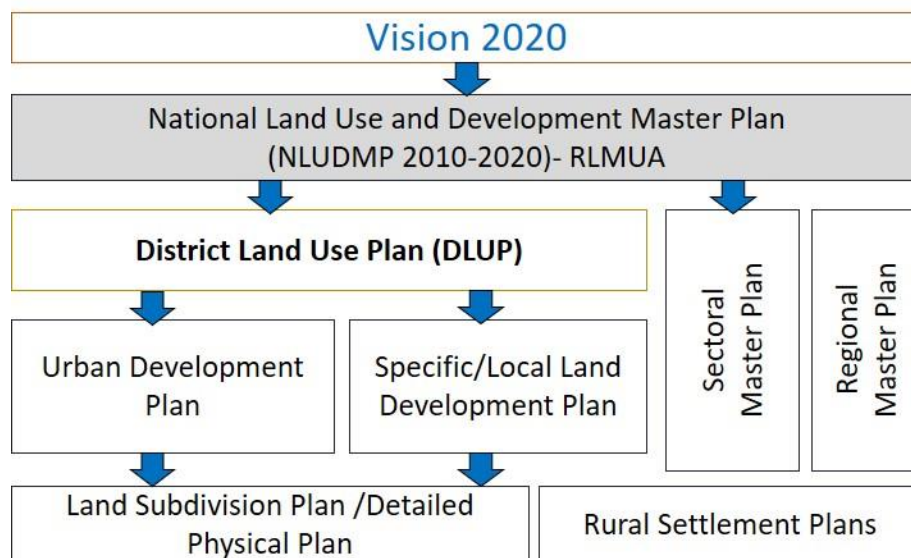 Vision 2020
National Land Use and Development Master Plan
(NLUDMP 2010-2020)- RLMUA
District Land Use Plan (DLUP)
Sectoral
Master Plan
Regional
Master Plan
Urban Development
Plan
Specific/Local Land
Development Plan
Land Subdivision Plan /Detailed
Physical Plan
Rural Settlement Plans